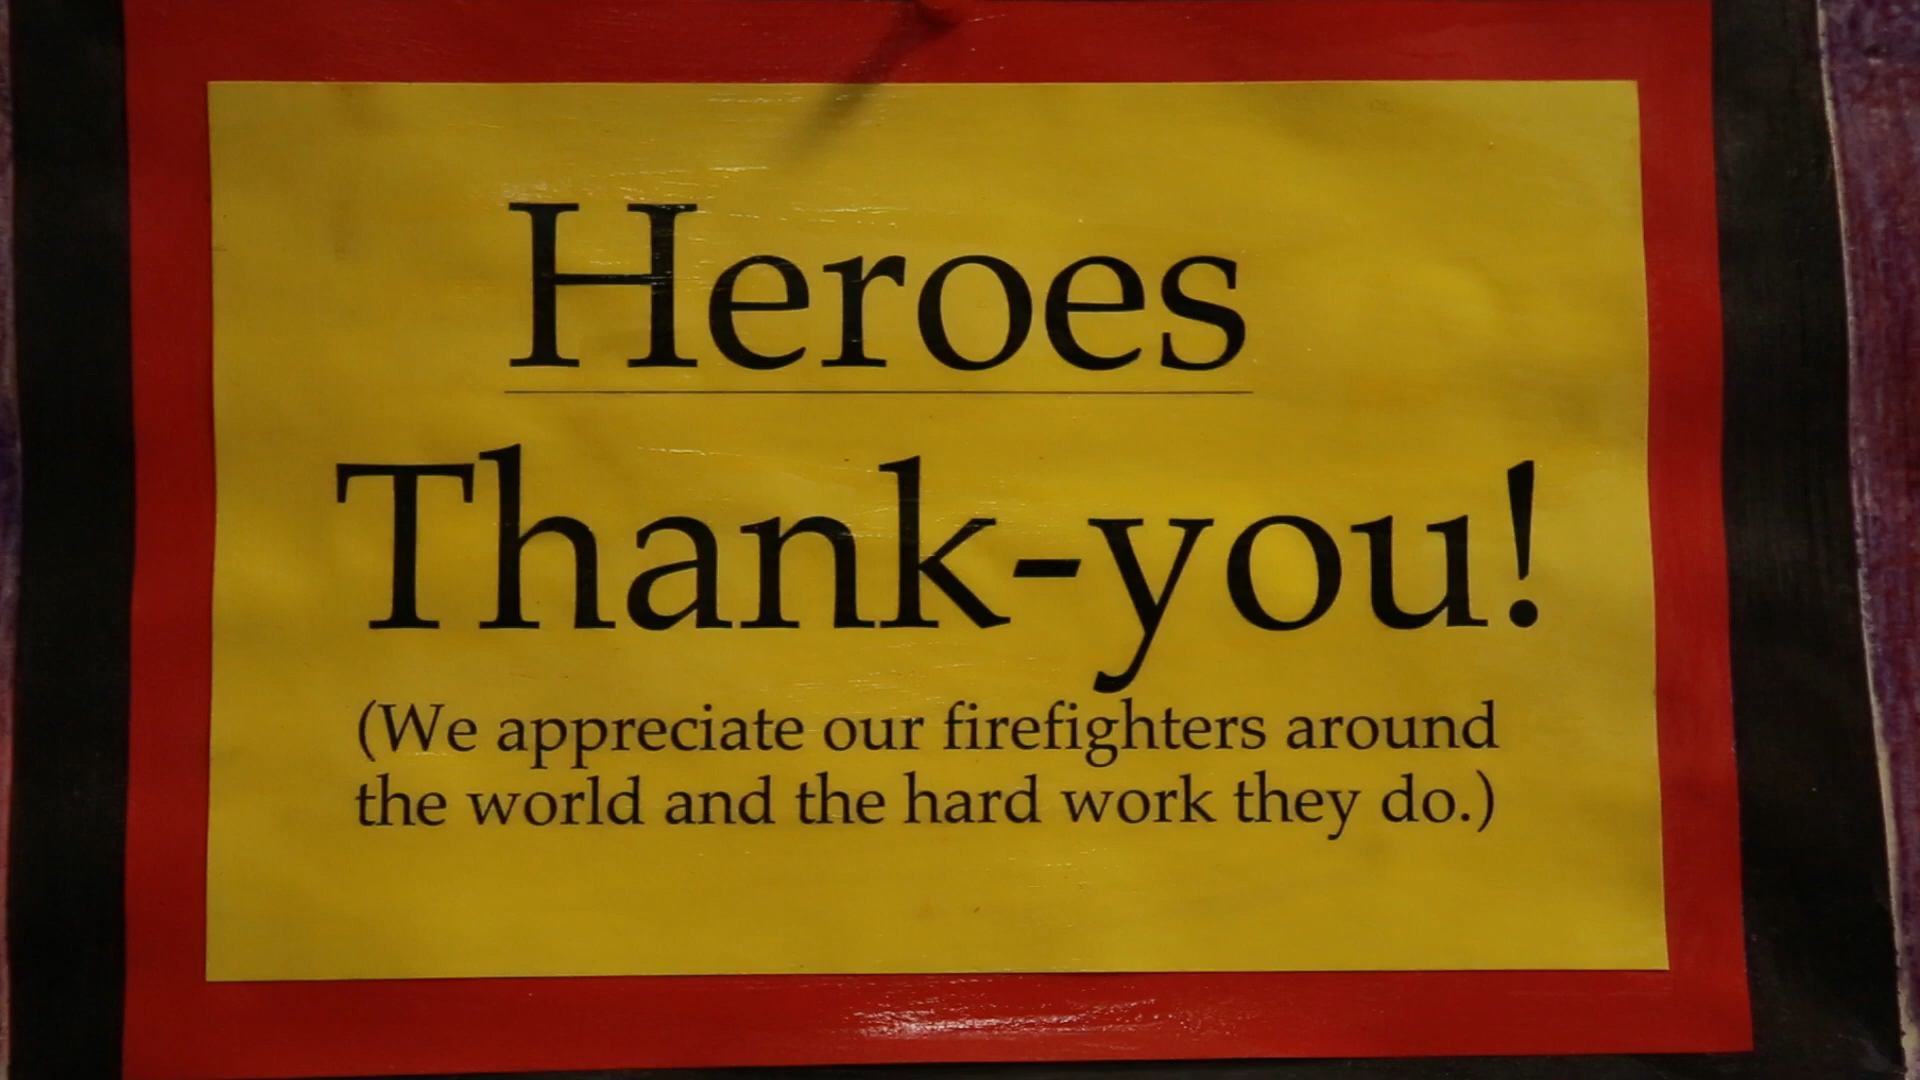 Heroes
Thank-you!
(We appreciate our firefighters around
the world and the hard work they do.)